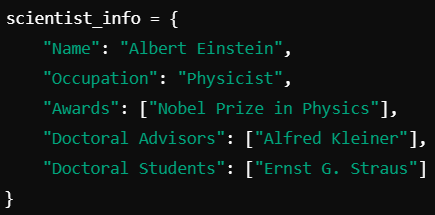 scientist_info = {
    "Name": "Albert Einstein",
    "Occupation": "Physicist",
    "Awards": ["Nobel Prize in Physics"],
    "Doctoral Advisors": ["Alfred Kleiner"],
    "Doctoral Students": ["Ernst G. Straus"]
}